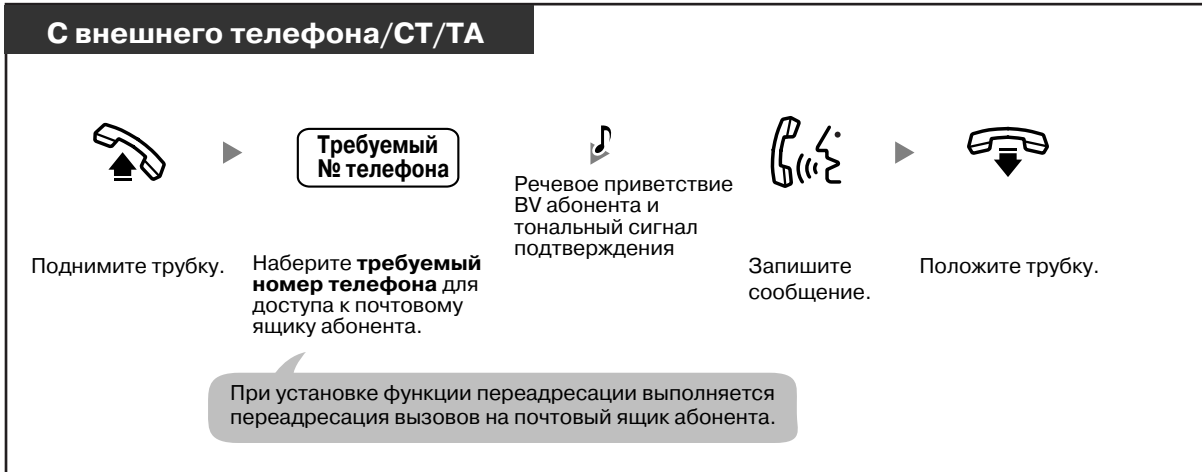 С внешнего телефона/СТ/ТА
Требуемый
№ телефона
Речевое приветствие
BV абонента и
тональный сигнал
подтверждения
Поднимите трубку.
Наберите требуемый
номер телефона для
доступа к почтовому
ящику абонента.
Запишите
сообщение.
Положите трубку.
При установке функции переадресации выполняется
переадресация вызовов на почтовый ящик абонента.